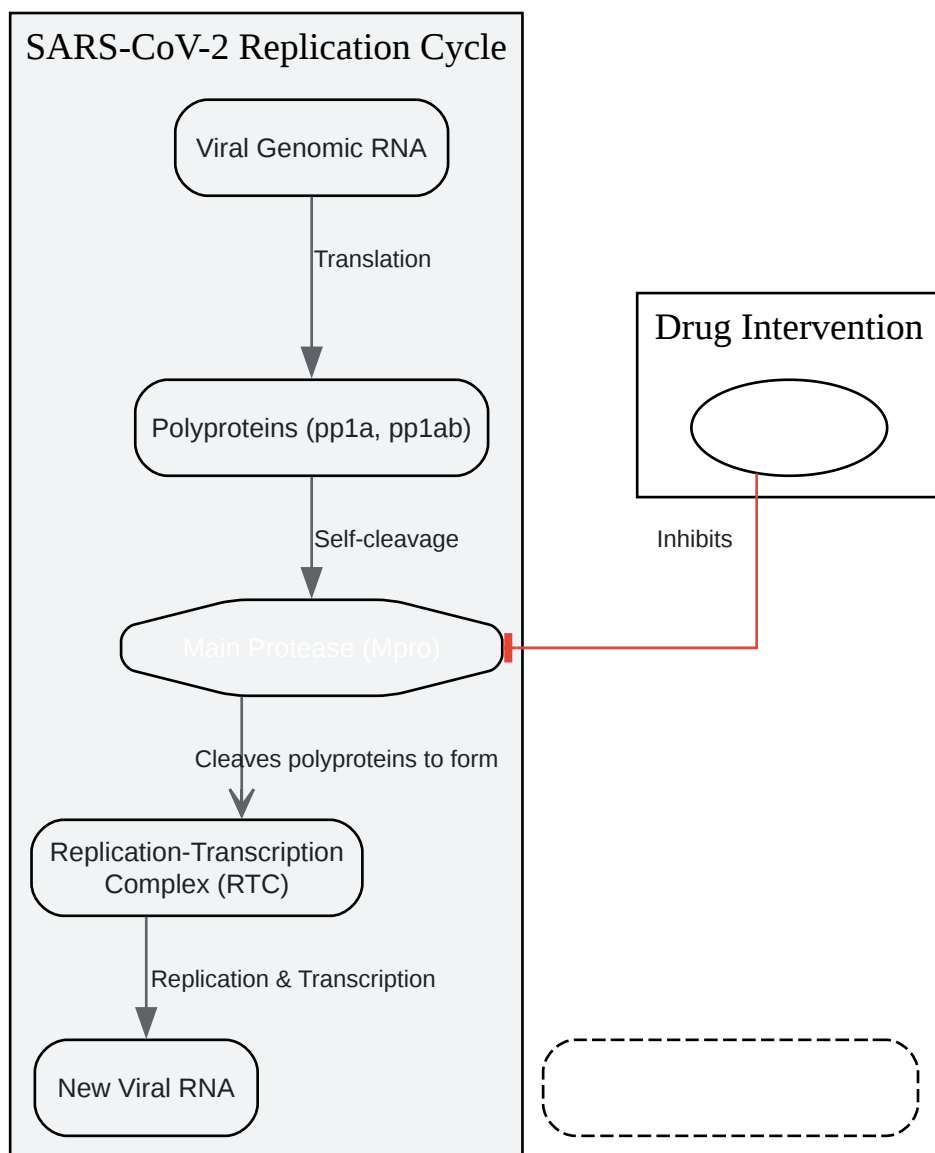 SARS-CoV-2 Replication Cycle
Viral Genomic RNA
Translation
Polyproteins (pp1a, pp1ab)
Self-cleavage
Main Protease (Mpro)
Cleaves polyproteins to form
Replication-Transcription
Complex (RTC)
Replication & Transcription
New Viral RNA
Drug Intervention
Inhibits